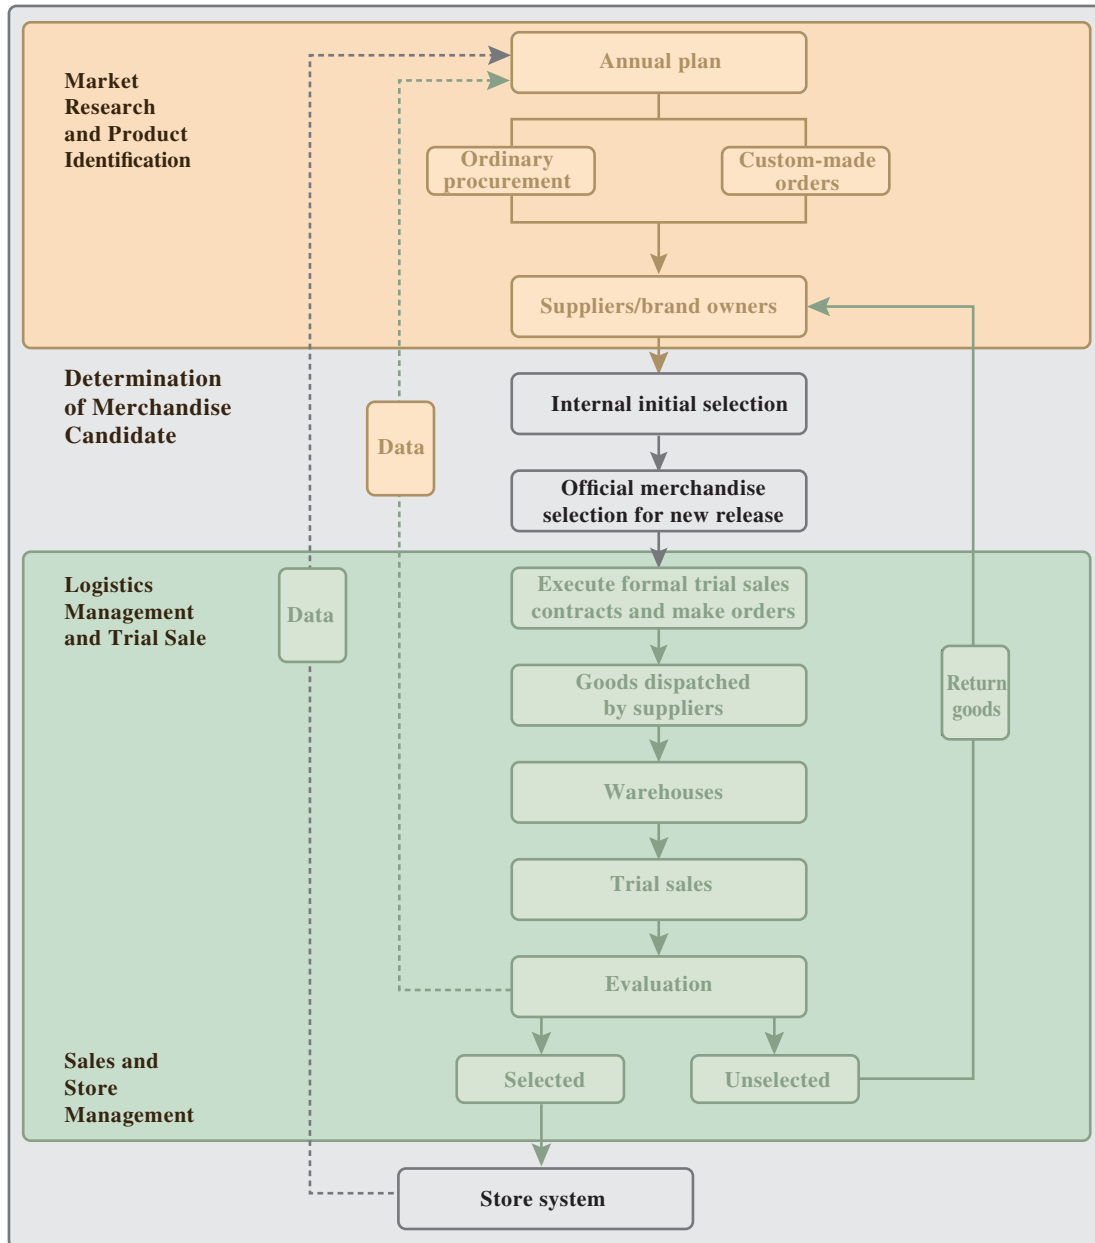 Annual plan
Market
Research
and Product
Identification
Ordinary
procurement
Custom-made
orders
Suppliers/brand owners
Determination
of Merchandise
Candidate
Internal initial selection
Data
Official merchandise
selection for new release
Logistics
Management
and Trial Sale
Data
Execute formal trial sales
contracts and make orders
Goods dispatched
by suppliers
Return
goods
Warehouses
Trial sales
Evaluation
Sales and
Store
Management
Selected
Unselected
Store system